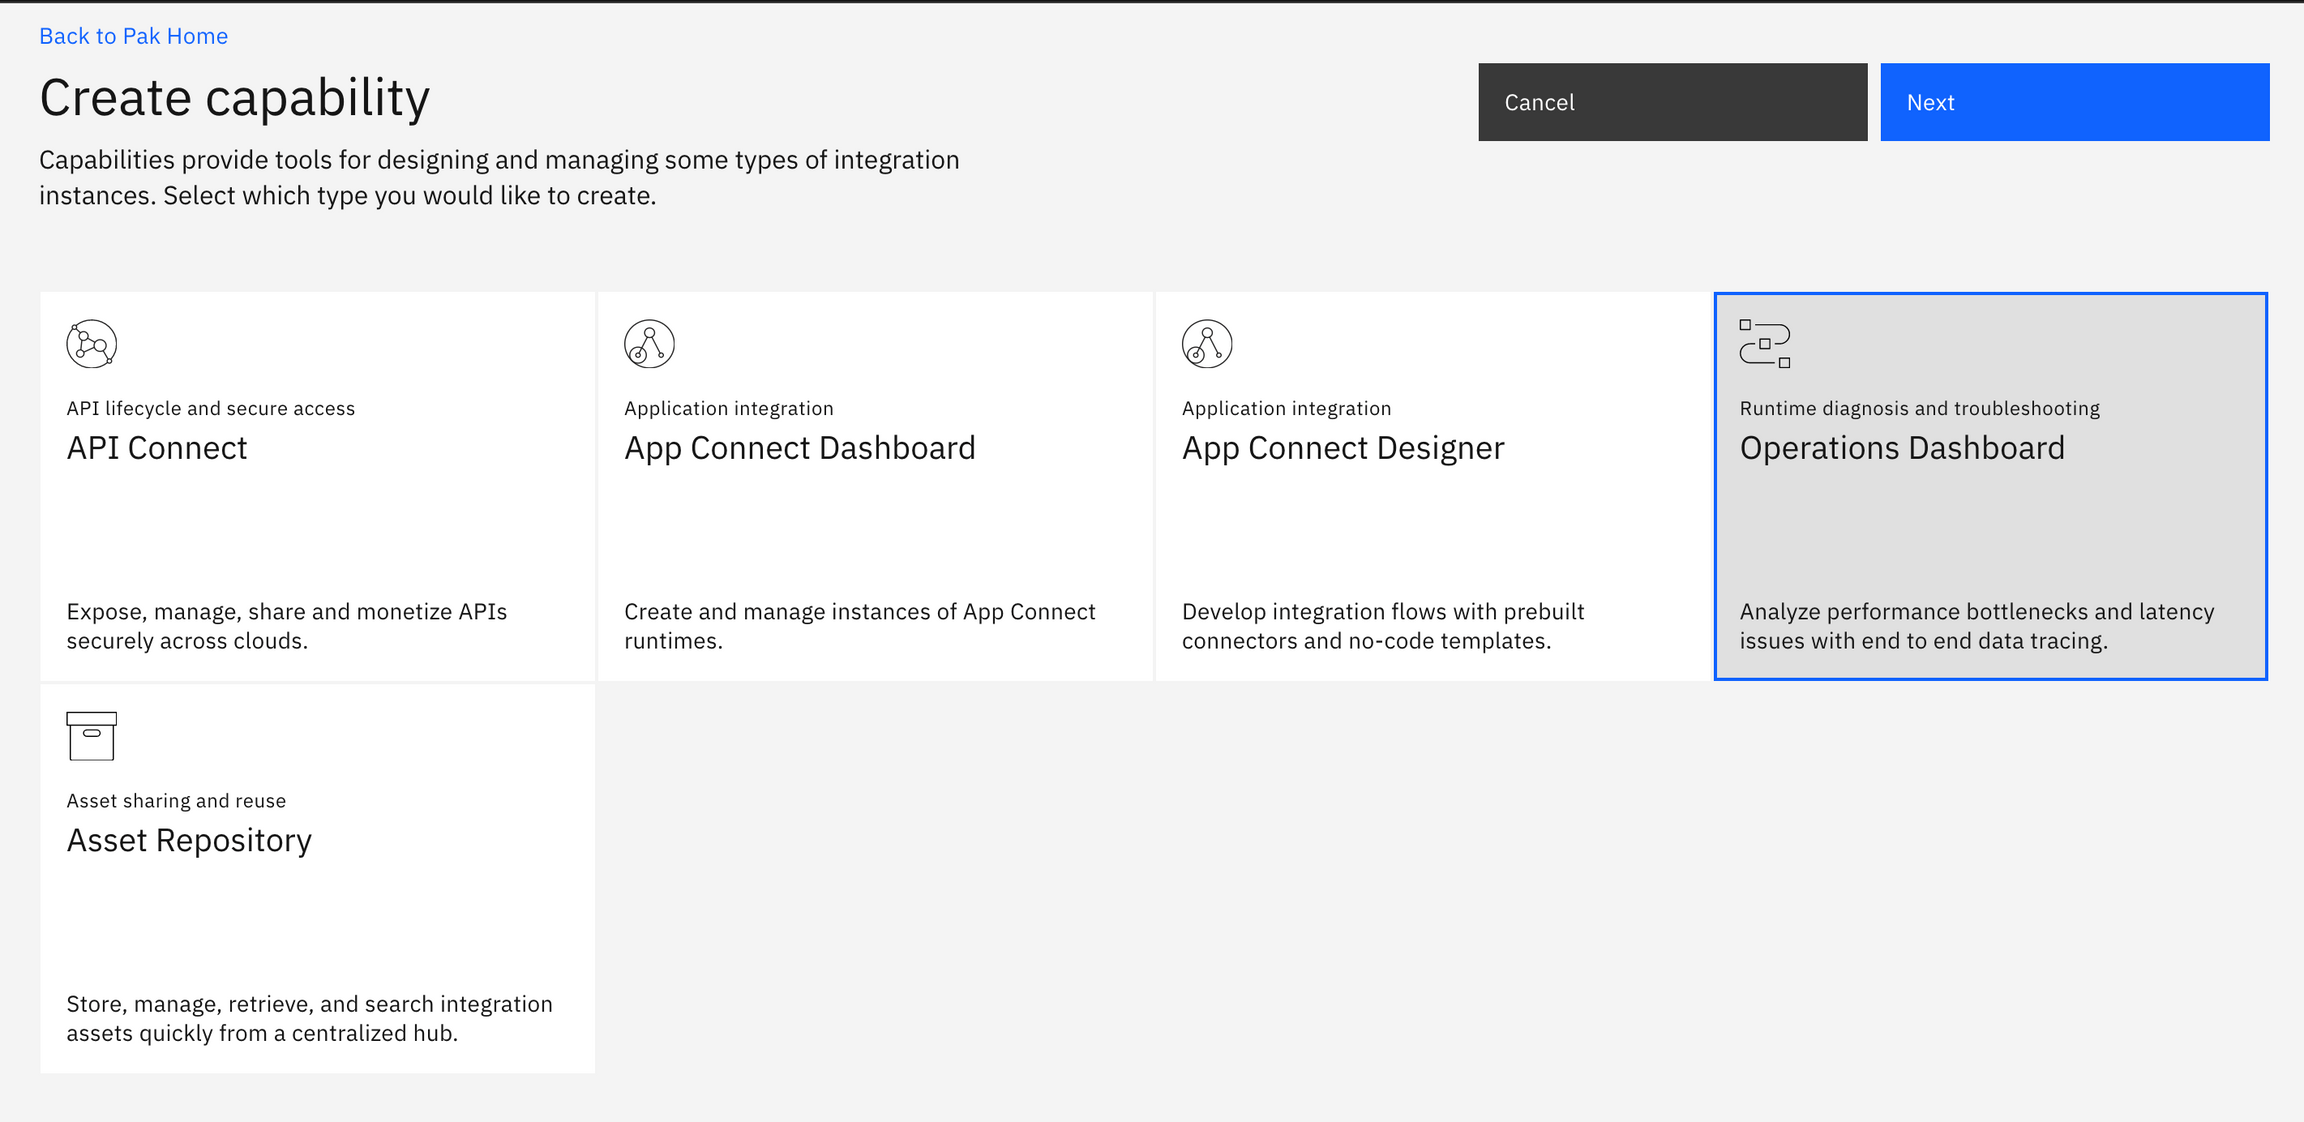 Back to Pak Home
Create capability
Capabilities provide tools for designing and managing some types of integration
instances. Select which type you would like to create.
Cancel
Next
API lifecycle and secure access
API Connect
Expose, manage, share and monetize APIs
securely across clouds.
Application integration
App Connect Dashboard
Create and manage instances of App Connect
runtimes.
Application integration
App Connect Designer
Develop integration flows with prebuilt
connectors and no-code templates.
Runtime diagnosis and troubleshooting
Operations Dashboard
Analyze performance bottlenecks and latency
issues with end to end data tracing.
Asset sharing and reuse
Asset Repository
Store, manage, retrieve, and search integration
assets quickly from a centralized hub.